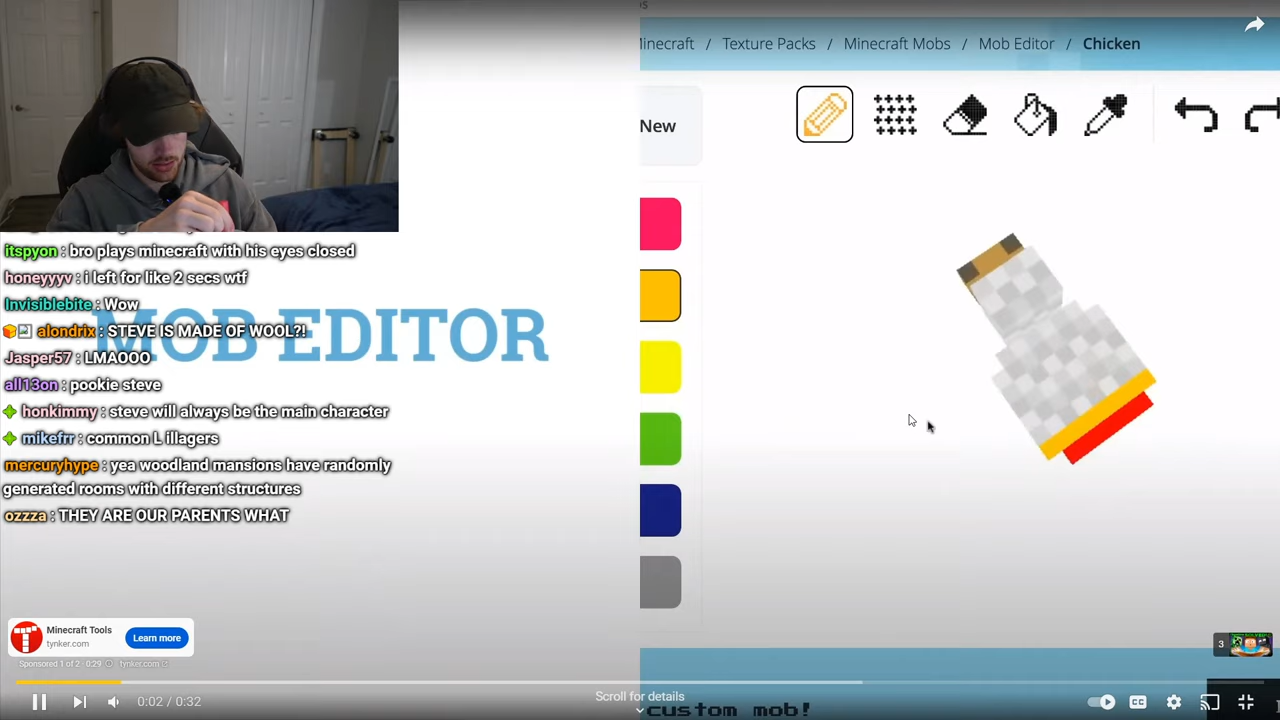 Minecraft / Texture Packs / Minecraft Mobs / Mob Editor / Chicken
New
itspyon : bro plays minecraft with his eyes closed
honeyyyv : i left for like 2 secs wtf
Invisiblebite : Wow
alondrix : STEVE IS MADE OF WOOL?!
MOB EDITOR
Jasper57 : LMAOOO
all13on : pookie steve
honkimmy : steve will always be the main character
mikefrr : common L illagers
mercuryhype : yea woodland mansions have randomly
generated rooms with different structures
ozzza : THEY ARE OUR PARENTS WHAT
Minecraft Tools
tynker.com
Learn more
Sponsored 1 of 2 · 0:29 tynker.com
3
0:02 / 0:32
Scroll for details
CC
custom mob!